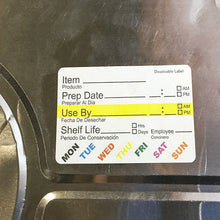 Dissolvable Label
Item
Producto
Prep Date : AM PM
Preparar Al Dia
Use By : AM PM
Fecha De Desechar
Shelf Life Hrs Days Employee
Periodo De Conservación Cocinero
MON TUE WED THU FRI SAT SUN